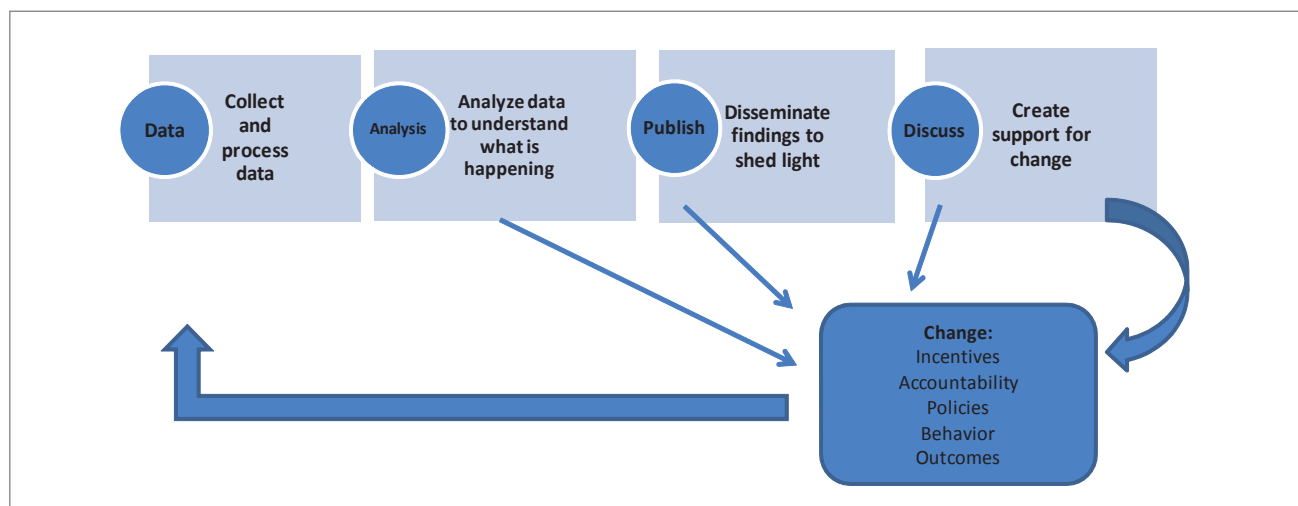 Data
Collect
and
process
data
Analysis
Analyze data
to understand
what is
happening
Publish
Disseminate
findings to
shed light
Discuss
Create
support for
change
Change:
Incentives
Accountability
Policies
Behavior
Outcomes